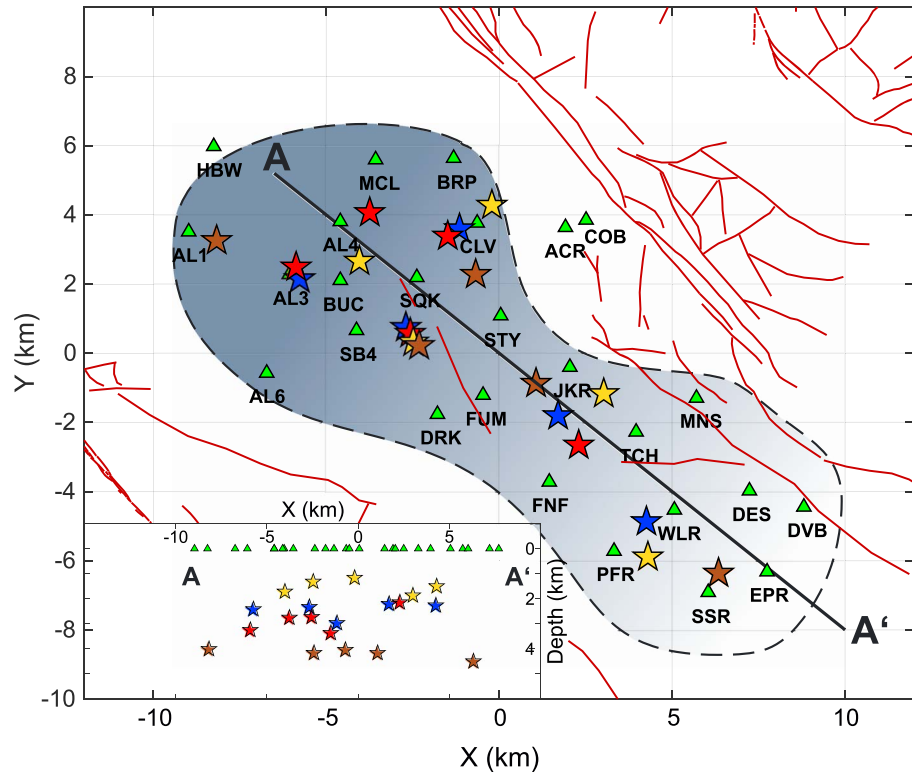 8
6
4
2
0
-2
-4
-6
-8
-10
Y (km)
HBW
A
MCL
BRP
AL4
CLV
ACR
COB
AL1
AL3
BUC
SQK
STY
SB4
AL6
JKR
FUM
DRK
MNS
TCH
FNF
DES
DVB
WLR
PFR
EPR
SSR
A‘
X (km)
-10
-5
0
5
0
2
4
Depth (km)
A
A‘
-10
-5
0
5
10
X (km)